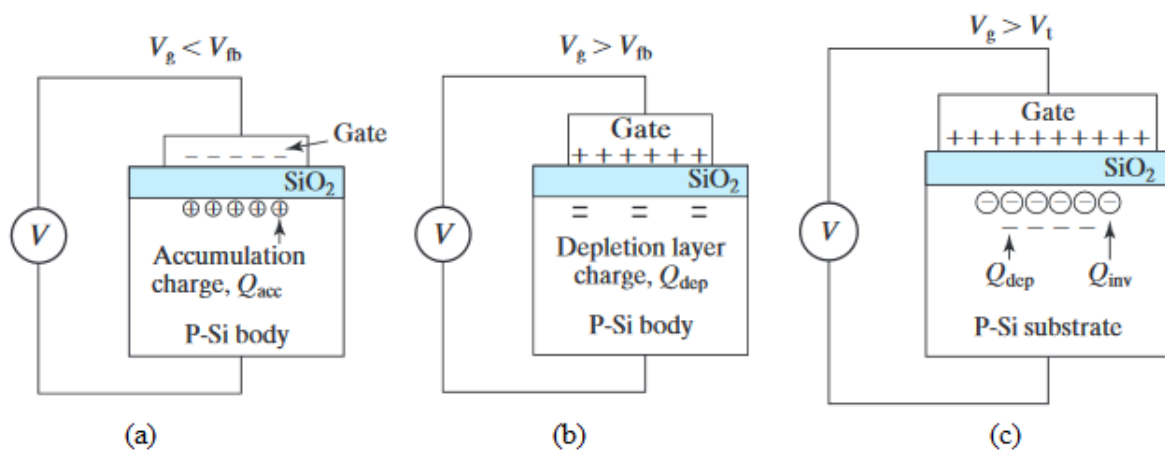 V_g < V_fb
Gate
− − − − −
SiO₂
⊕ ⊕ ⊕ ⊕ ⊕
V
Accumulation
charge, Q_acc
P-Si body
(a)
V_g > V_fb
Gate
+ + + + + +
SiO₂
= = =
V
Depletion layer
charge, Q_dep
P-Si body
(b)
V_g > V_t
Gate
++++++++++
SiO₂
⊖⊖⊖⊖⊖⊖
− − − − −
V
Q_dep Q_inv
P-Si substrate
(c)